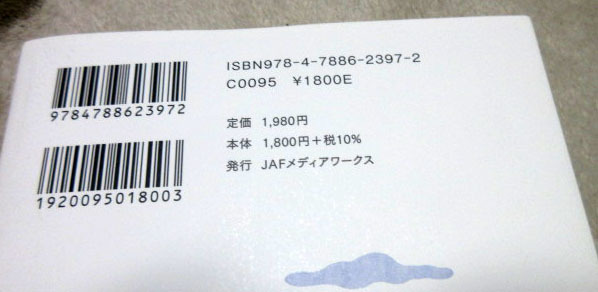 ISBN978-4-7886-2397-2
C0095 ¥1800E
9784788623972
定価 1,980円
本体 1,800円+税10%
発行 JAFメディアワークス
1920095018003